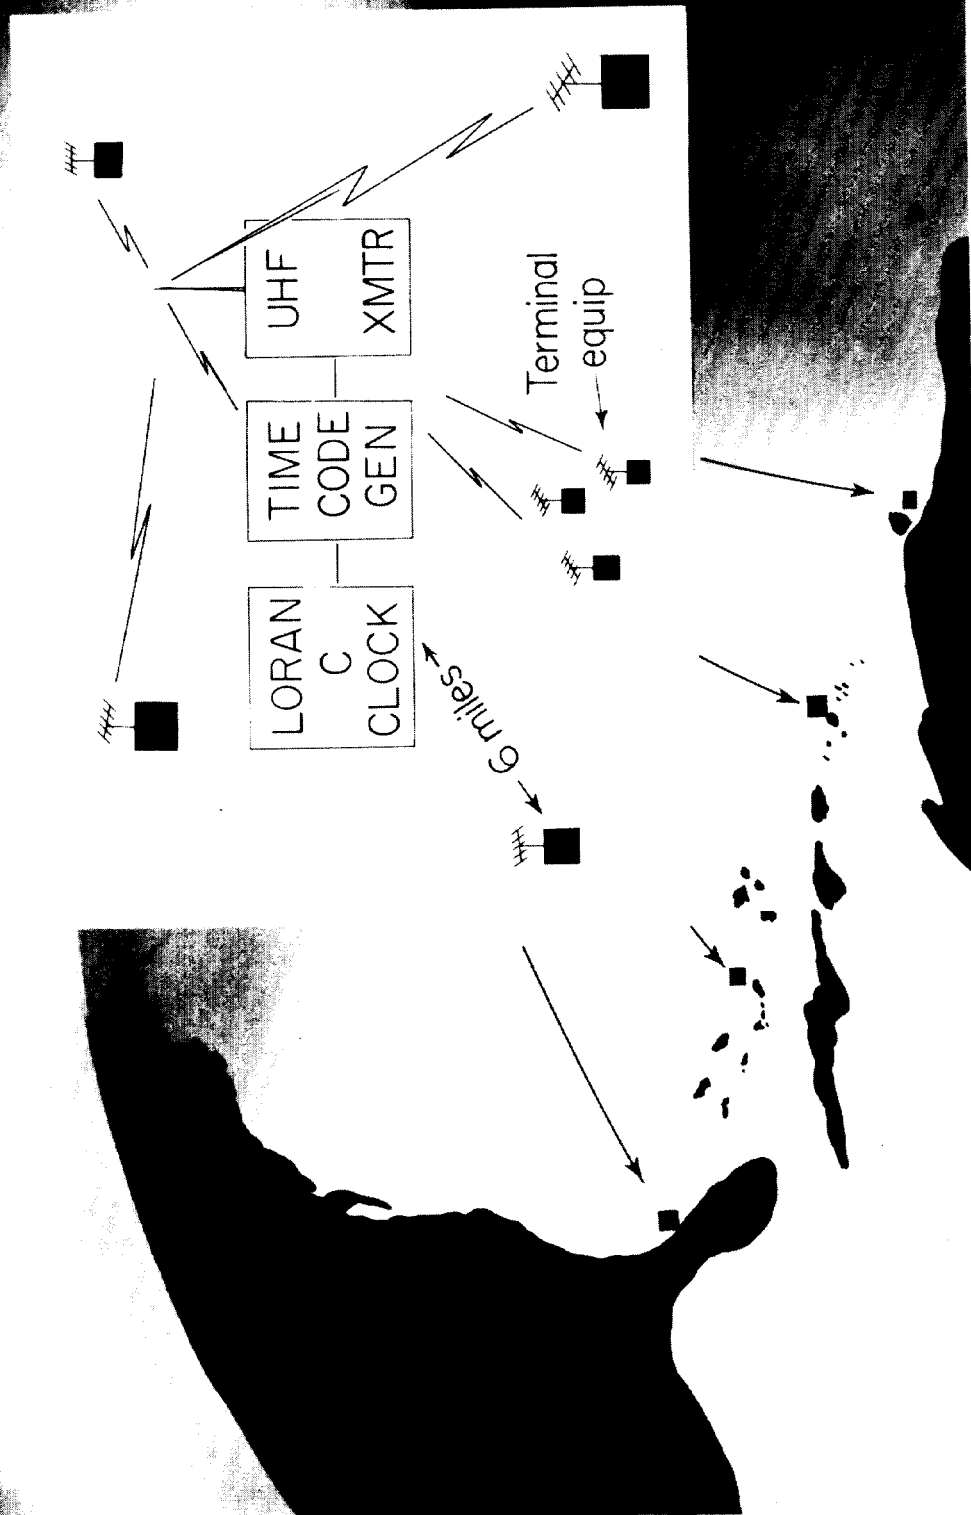 LORAN
C
CLOCK
TIME
CODE
GEN
UHF
XMTR
6 miles
Terminal
equip